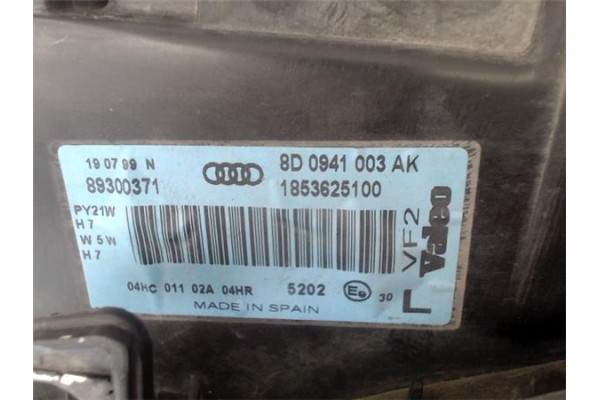 19 07 99 N
8D 0941 003 AK
89300371
1853625100
PY21W
H7
W5W
H7
04HC 011 02A 04HR
5202
E9
30
MADE IN SPAIN
L
VF2
Valeo